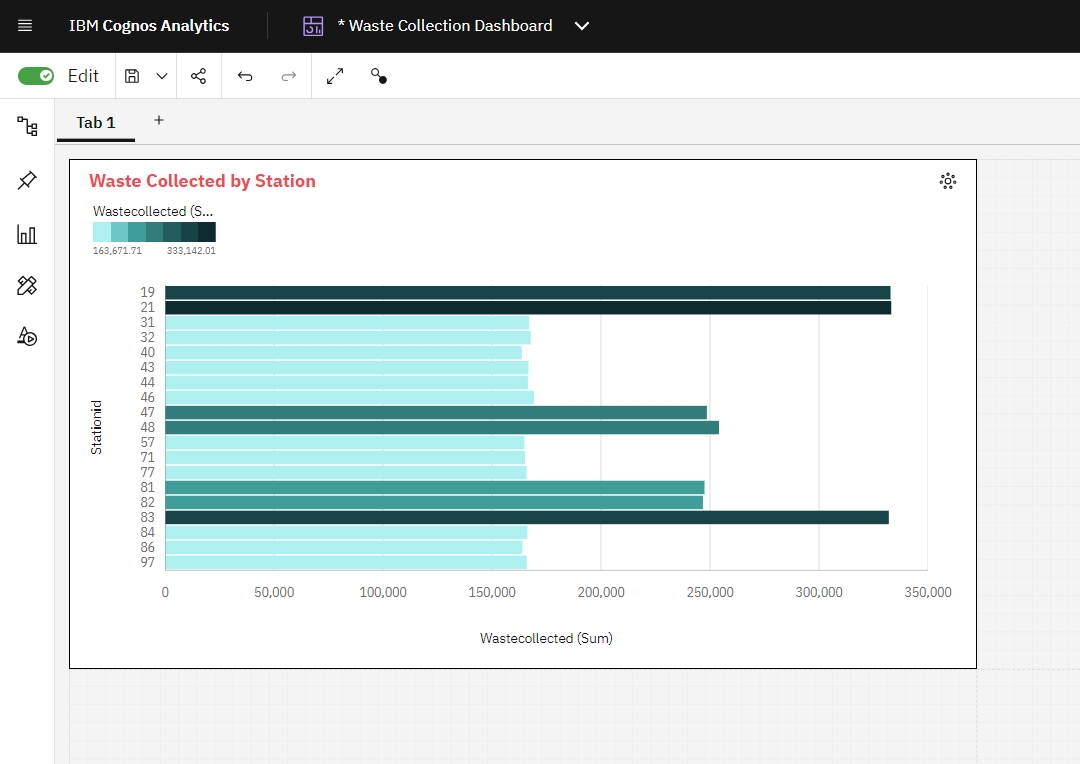 IBM Cognos Analytics
* Waste Collection Dashboard
Edit
Tab 1
+
Waste Collected by Station
Wastecollected (S...
163,671.71 333,142.01
Stationid
19
21
31
32
40
43
44
46
47
48
57
71
77
81
82
83
84
86
97
0 50,000 100,000 150,000 200,000 250,000 300,000 350,000
Wastecollected (Sum)